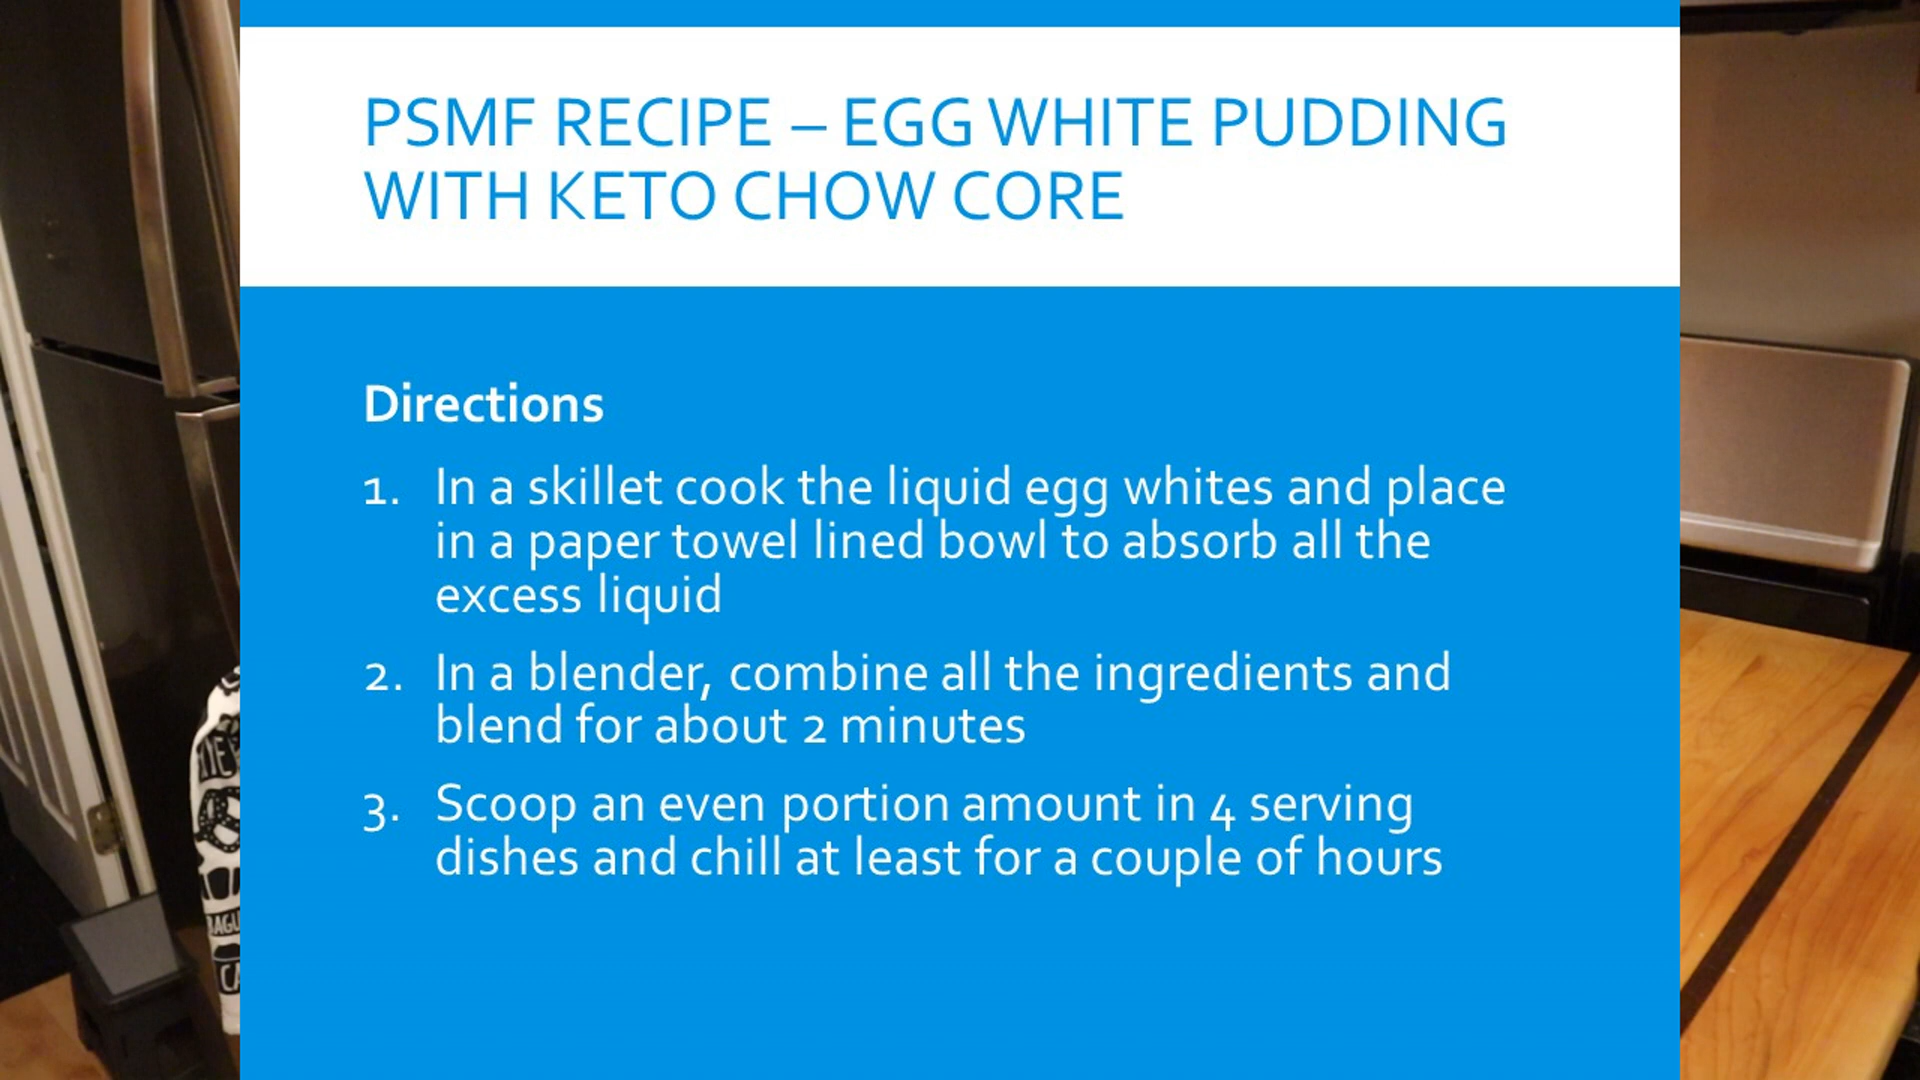 PSMF RECIPE – EGG WHITE PUDDING
WITH KETO CHOW CORE
Directions
1. In a skillet cook the liquid egg whites and place
in a paper towel lined bowl to absorb all the
excess liquid
2. In a blender, combine all the ingredients and
blend for about 2 minutes
3. Scoop an even portion amount in 4 serving
dishes and chill at least for a couple of hours